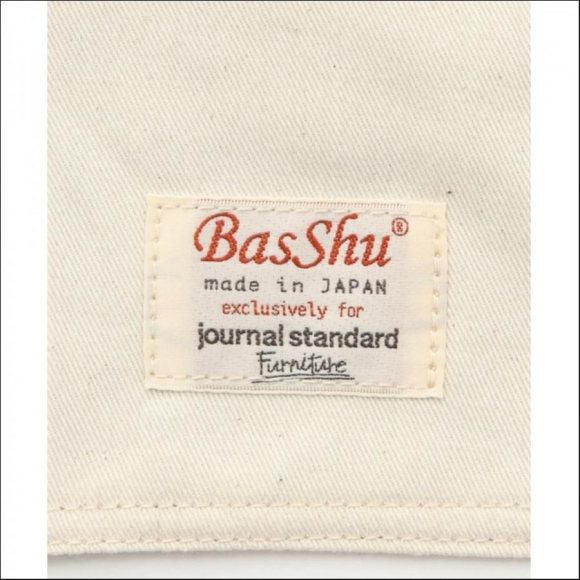 BasShu®
made in JAPAN
exclusively for
journal standard
Furniture